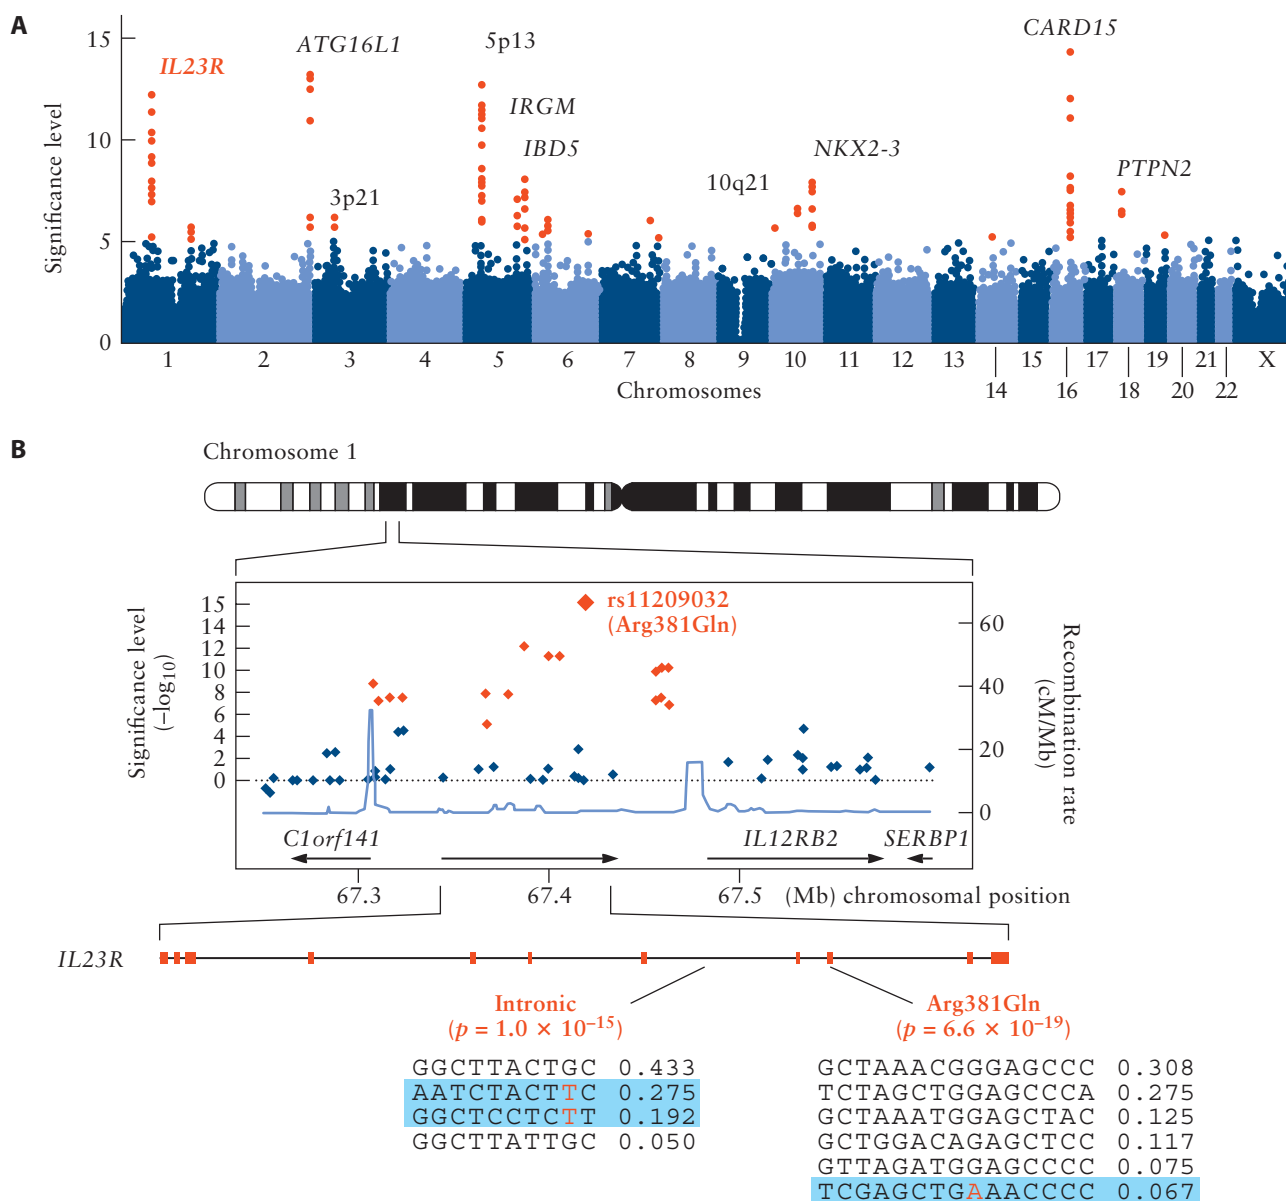 A
15
10
5
0
Significance level
IL23R
ATG16L1
3p21
5p13
IRGM
IBD5
10q21
NKX2-3
CARD15
PTPN2
1 2 3 4 5 6 7 8 9 10 11 12 13 15 17 19 21 X
14 16 18 20 22
Chromosomes
B
Chromosome 1
Significance level
(–log10)
15
14
12
10
8
6
4
2
0
rs11209032
(Arg381Gln)
60
40
20
0
Recombination rate
(cM/Mb)
C1orf141 IL12RB2 SERBP1
67.3 67.4 67.5 (Mb) chromosomal position
IL23R
Intronic
(p = 1.0 × 10–15)
GGCTTACTGC 0.433
AATCTACTTC 0.275
GGCTCCTCTT 0.192
GGCTTATTGC 0.050
Arg381Gln
(p = 6.6 × 10–19)
GCTAAACGGGAGCCC 0.308
TCTAGCTGGAGCCCA 0.275
GCTAAATGGAGCTAC 0.125
GCTGGACAGAGCTCC 0.117
GTTAGATGGAGCCCC 0.075
TCGAGCTGAAACCCC 0.067